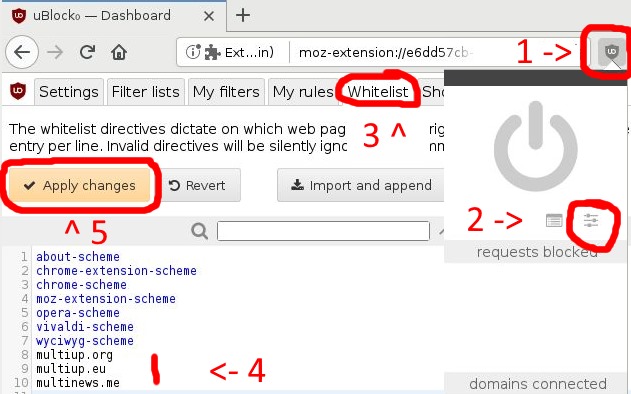 uBlock₀ — Dashboard
Ext...in) moz-extension://e6dd57cb-
1 ->
Settings Filter lists My filters My rules Whitelist Sho
The whitelist directives dictate on which web pag
entry per line. Invalid directives will be silently igno
3 ^
Apply changes Revert Import and append
^ 5
2 ->
requests blocked
1 about-scheme
2 chrome-extension-scheme
3 chrome-scheme
4 moz-extension-scheme
5 opera-scheme
6 vivaldi-scheme
7 wyciwyg-scheme
8 multiup.org
9 multiup.eu
10 multinews.me
<- 4
domains connected